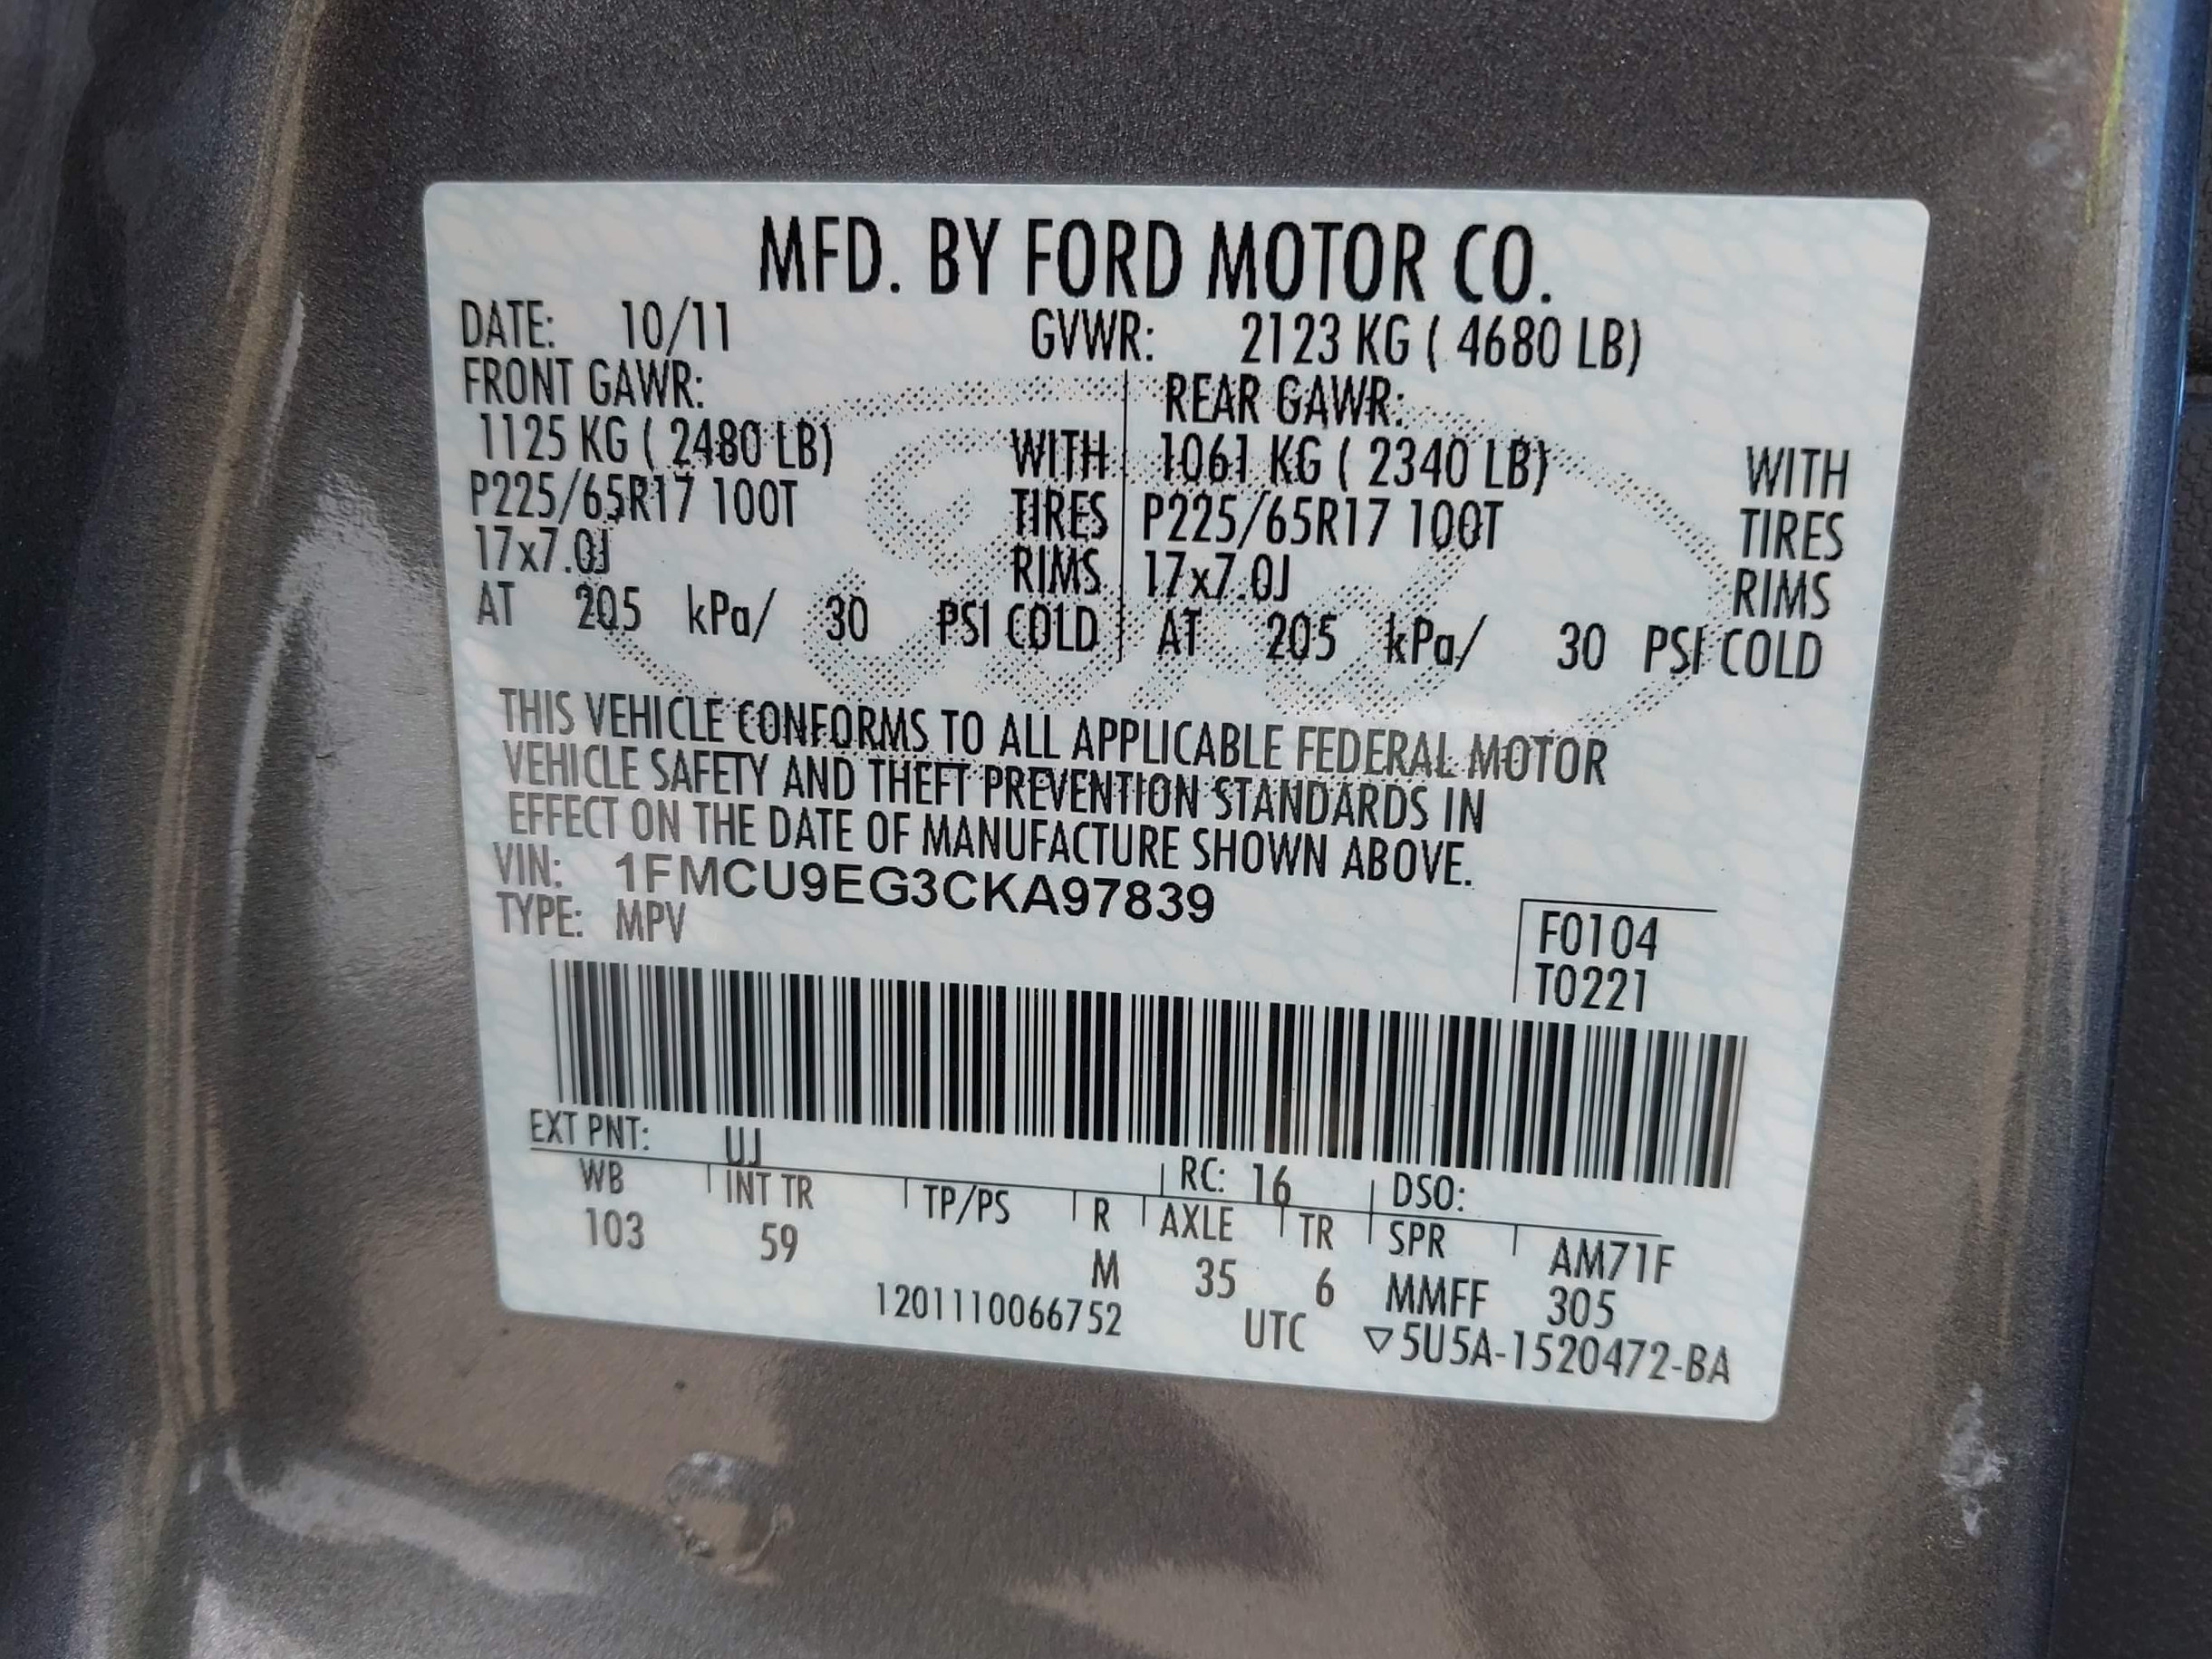 MFD. BY FORD MOTOR CO.
DATE: 10/11 GVWR: 2123 KG ( 4680 LB)
FRONT GAWR: REAR GAWR:
1125 KG ( 2480 LB) WITH 1061 KG ( 2340 LB) WITH
P225/65R17 100T TIRES P225/65R17 100T TIRES
17x7.0J RIMS 17x7.0J RIMS
AT 205 kPa/ 30 PSI COLD AT 205 kPa/ 30 PSI COLD
THIS VEHICLE CONFORMS TO ALL APPLICABLE FEDERAL MOTOR
VEHICLE SAFETY AND THEFT PREVENTION STANDARDS IN
EFFECT ON THE DATE OF MANUFACTURE SHOWN ABOVE.
VIN: 1FMCU9EG3CKA97839
TYPE: MPV
F0104
T0221
EXT PNT: UJ RC: 16 DSO:
WB INT TR TP/PS R AXLE TR SPR AM71F
103 59 M 35 6 MMFF 305
1201110066752 UTC ▽5U5A-1520472-BA